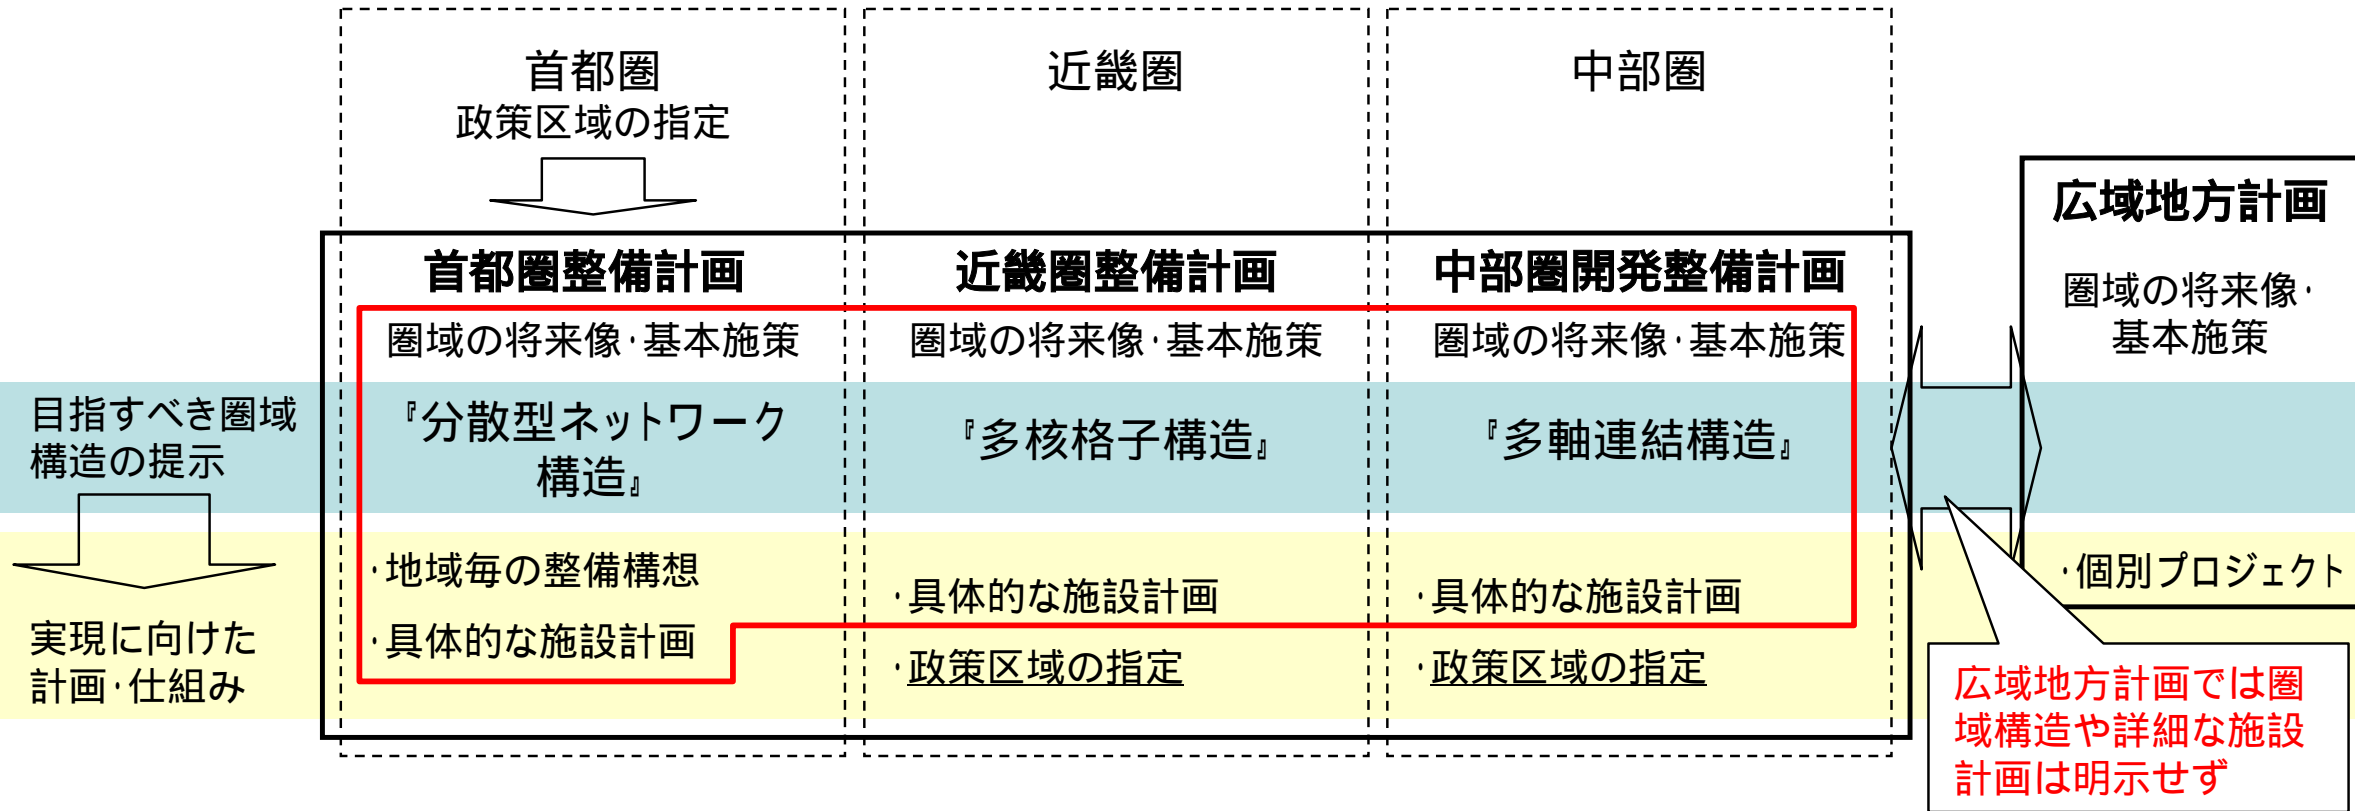 首都圏
政策区域の指定
近畿圏
中部圏
首都圏整備計画
圏域の将来像・基本施策
『分散型ネットワーク
構造』
・地域毎の整備構想
・具体的な施設計画
近畿圏整備計画
圏域の将来像・基本施策
『多核格子構造』
・具体的な施設計画
・政策区域の指定
中部圏開発整備計画
圏域の将来像・基本施策
『多軸連結構造』
・具体的な施設計画
・政策区域の指定
広域地方計画
圏域の将来像・
基本施策
・個別プロジェクト
目指すべき圏域
構造の提示
実現に向けた
計画・仕組み
広域地方計画では圏
域構造や詳細な施設
計画は明示せず